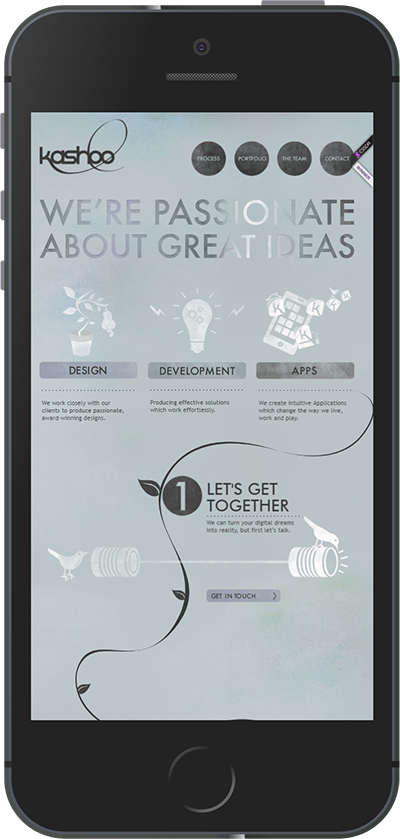 kashoo
PROCESS
PORTFOLIO
THE TEAM
CONTACT
WE'RE PASSIONATE
ABOUT GREAT IDEAS
DESIGN
DEVELOPMENT
APPS
We work closely with our
clients to produce passionate,
award-winning designs.
Producing effective solutions
which work effortlessly.
We create Intuitive Applications
which change the way we live,
work and play.
1
LET'S GET
TOGETHER
We can turn your digital dreams
into reality, but first let's talk.
GET IN TOUCH